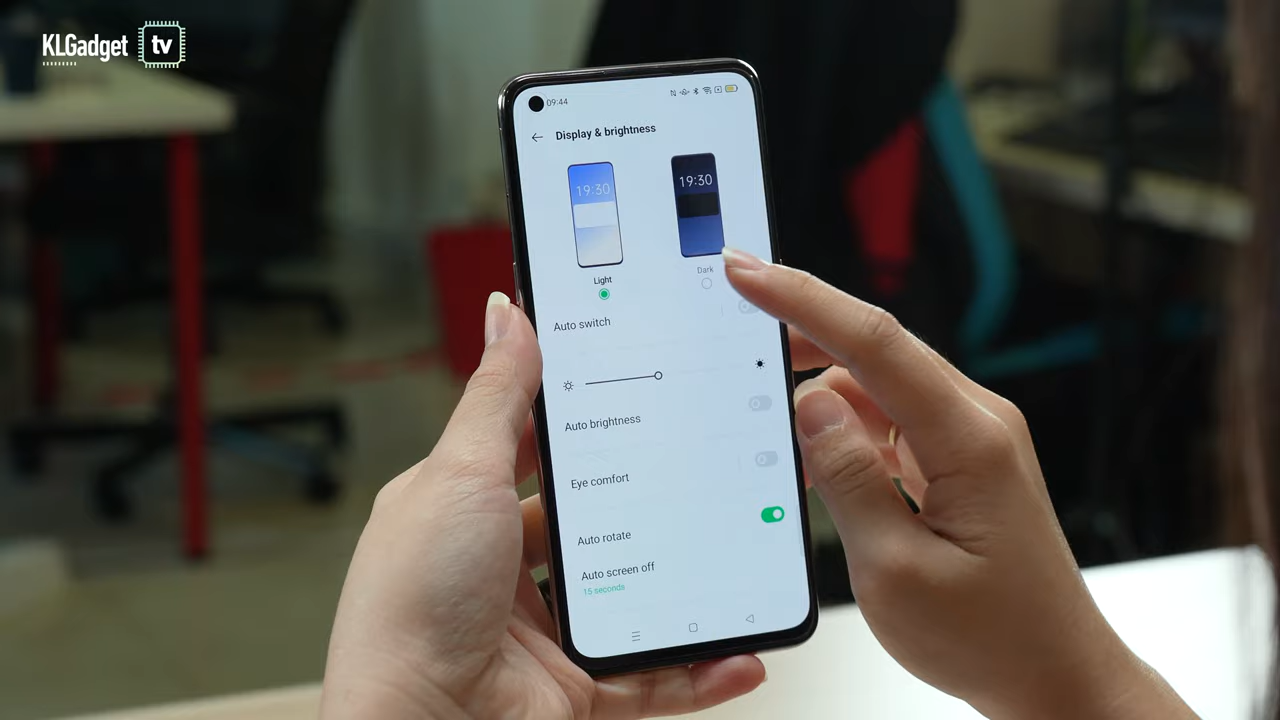 KLGadget tv
09:44
Display & brightness
19:30
19:30
Light
Dark
Auto switch
Auto brightness
Eye comfort
Auto rotate
Auto screen off
15 seconds